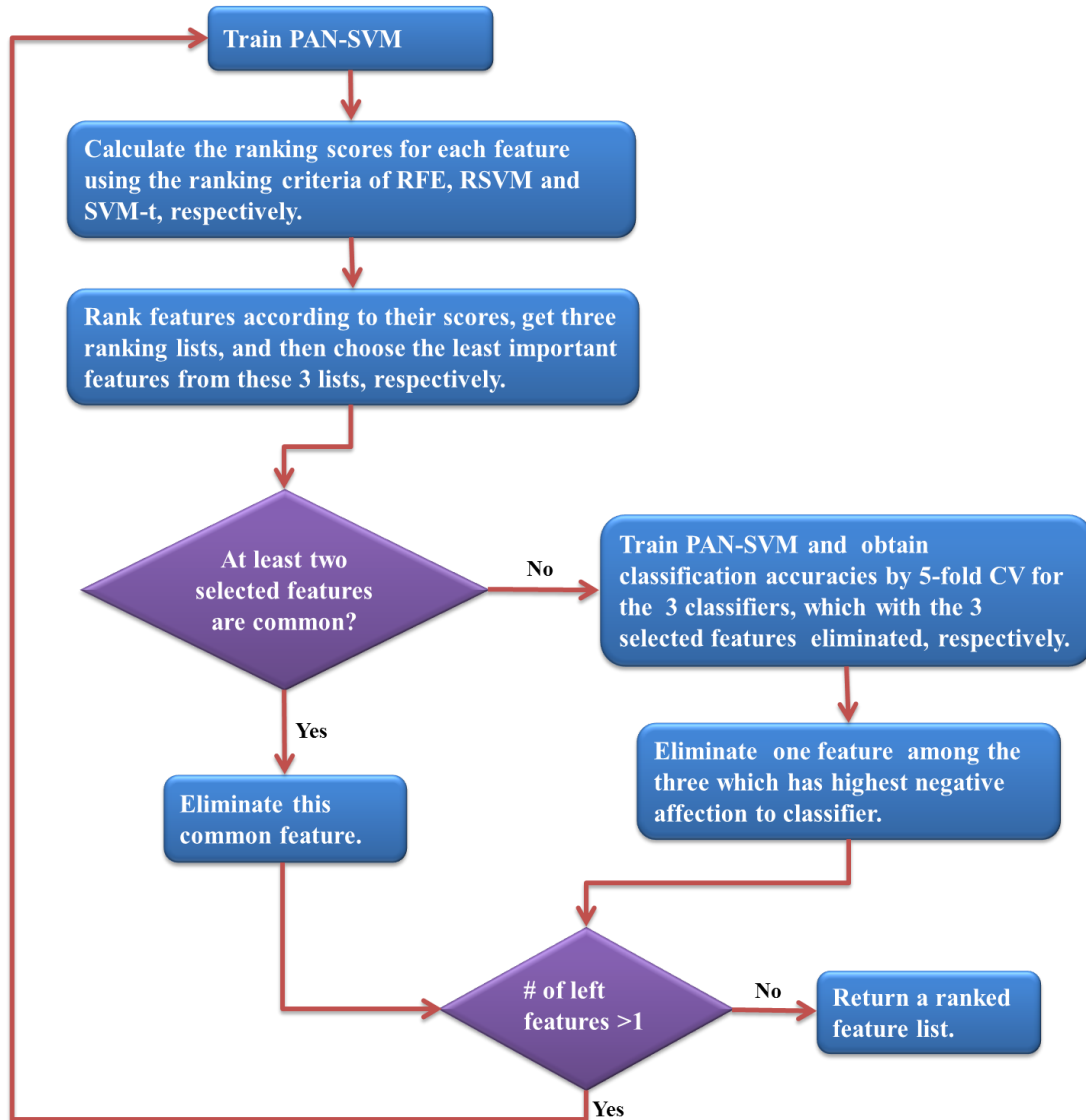 Train PAN-SVM
Calculate the ranking scores for each feature
using the ranking criteria of RFE, RSVM and
SVM-t, respectively.
Rank features according to their scores, get three
ranking lists, and then choose the least important
features from these 3 lists, respectively.
At least two
selected features
are common?
No
Train PAN-SVM and obtain
classification accuracies by 5-fold CV for
the 3 classifiers, which with the 3
selected features eliminated, respectively.
Yes
Eliminate this
common feature.
Eliminate one feature among the
three which has highest negative
affection to classifier.
# of left
features >1
No
Return a ranked
feature list.
Yes